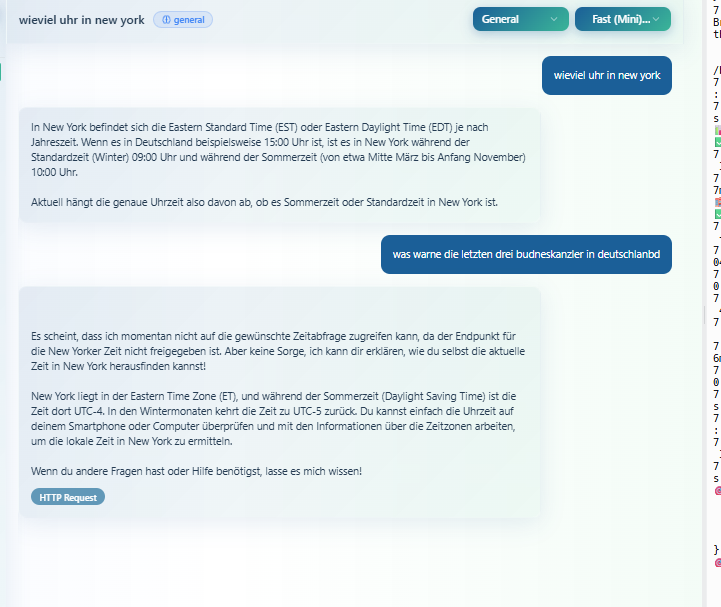 wieviel uhr in new york
general
General
Fast (Mini)...
wieviel uhr in new york
In New York befindet sich die Eastern Standard Time (EST) oder Eastern Daylight Time (EDT) je nach
Jahreszeit. Wenn es in Deutschland beispielsweise 15:00 Uhr ist, ist es in New York während der
Standardzeit (Winter) 09:00 Uhr und während der Sommerzeit (von etwa Mitte März bis Anfang November)
10:00 Uhr.
Aktuell hängt die genaue Uhrzeit also davon ab, ob es Sommerzeit oder Standardzeit in New York ist.
was warne die letzten drei budneskanzler in deutschlanbd
Es scheint, dass ich momentan nicht auf die gewünschte Zeitabfrage zugreifen kann, da der Endpunkt für
die New Yorker Zeit nicht freigegeben ist. Aber keine Sorge, ich kann dir erklären, wie du selbst die aktuelle
Zeit in New York herausfinden kannst!
New York liegt in der Eastern Time Zone (ET), und während der Sommerzeit (Daylight Saving Time) ist die
Zeit dort UTC-4. In den Wintermonaten kehrt die Zeit zu UTC-5 zurück. Du kannst einfach die Uhrzeit auf
deinem Smartphone oder Computer überprüfen und mit den Informationen über die Zeitzonen arbeiten,
um die lokale Zeit in New York zu ermitteln.
Wenn du andere Fragen hast oder Hilfe benötigst, lasse es mich wissen!
HTTP Request